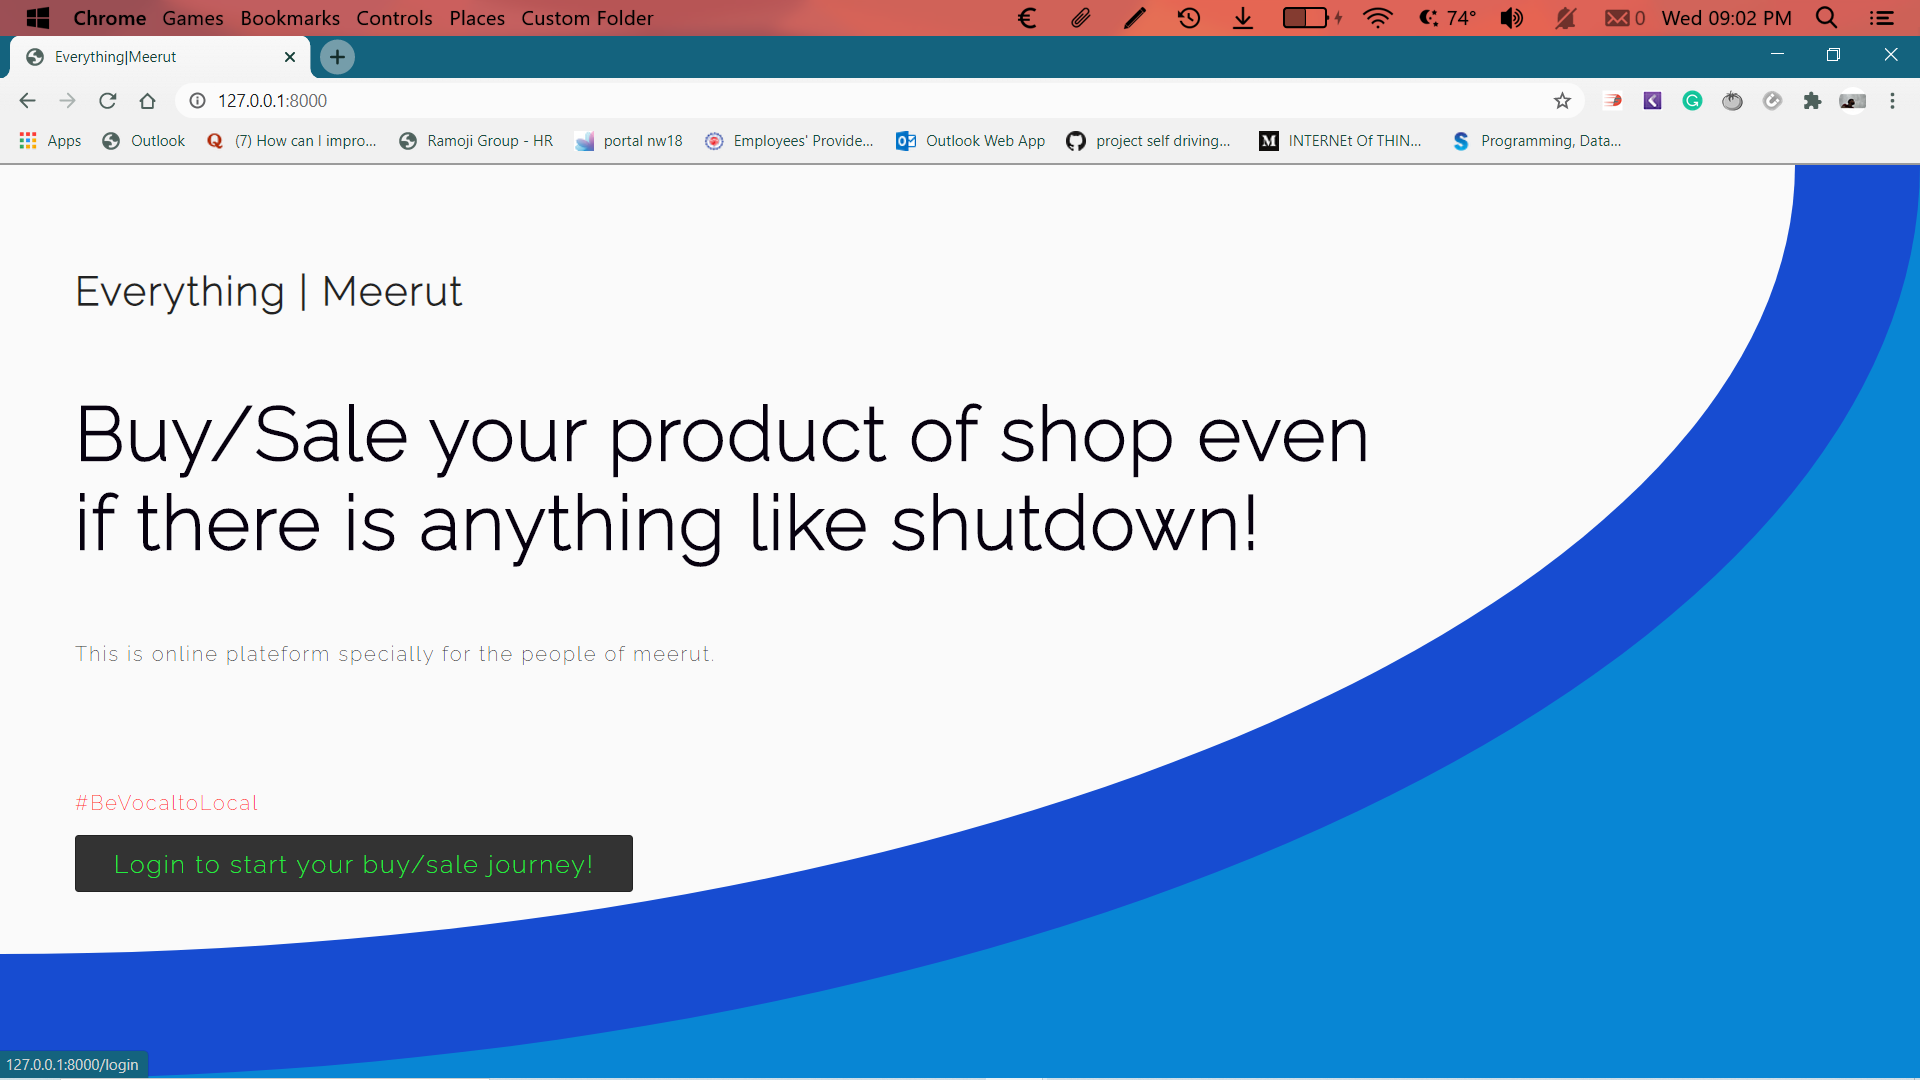 Chrome Games Bookmarks Controls Places Custom Folder 74° 0 Wed 09:02 PM
Everything|Meerut
127.0.0.1:8000
Apps Outlook (7) How can I impro... Ramoji Group - HR portal nw18 Employees' Provide... Outlook Web App project self driving... INTERNEt Of THIN... Programming, Data...
Everything | Meerut
Buy/Sale your product of shop even
if there is anything like shutdown!
This is online plateform specially for the people of meerut.
#BeVocaltoLocal
Login to start your buy/sale journey!
127.0.0.1:8000/login